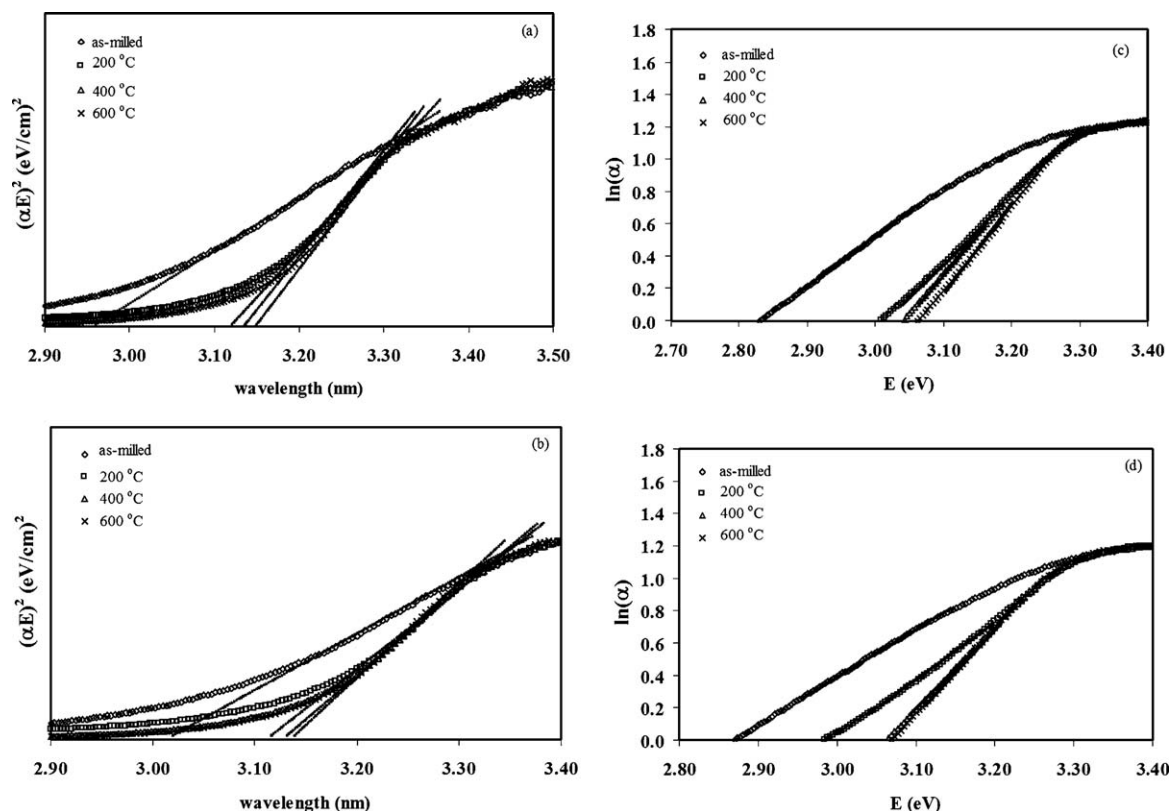 (a)
as-milled
200 °C
400 °C
600 °C
(αE)² (eV/cm)²
2.90 3.00 3.10 3.20 3.30 3.40 3.50
wavelength (nm)
(c)
as-milled
200 °C
400 °C
600 °C
ln(α)
1.8
1.6
1.4
1.2
1.0
0.8
0.6
0.4
0.2
0.0
2.70 2.80 2.90 3.00 3.10 3.20 3.30 3.40
E (eV)
(b)
as-milled
200 °C
400 °C
600 °C
(αE)² (eV/cm)²
2.90 3.00 3.10 3.20 3.30 3.40
wavelength (nm)
(d)
as-milled
200 °C
400 °C
600 °C
ln(α)
1.8
1.6
1.4
1.2
1.0
0.8
0.6
0.4
0.2
0.0
2.80 2.90 3.00 3.10 3.20 3.30 3.40
E (eV)